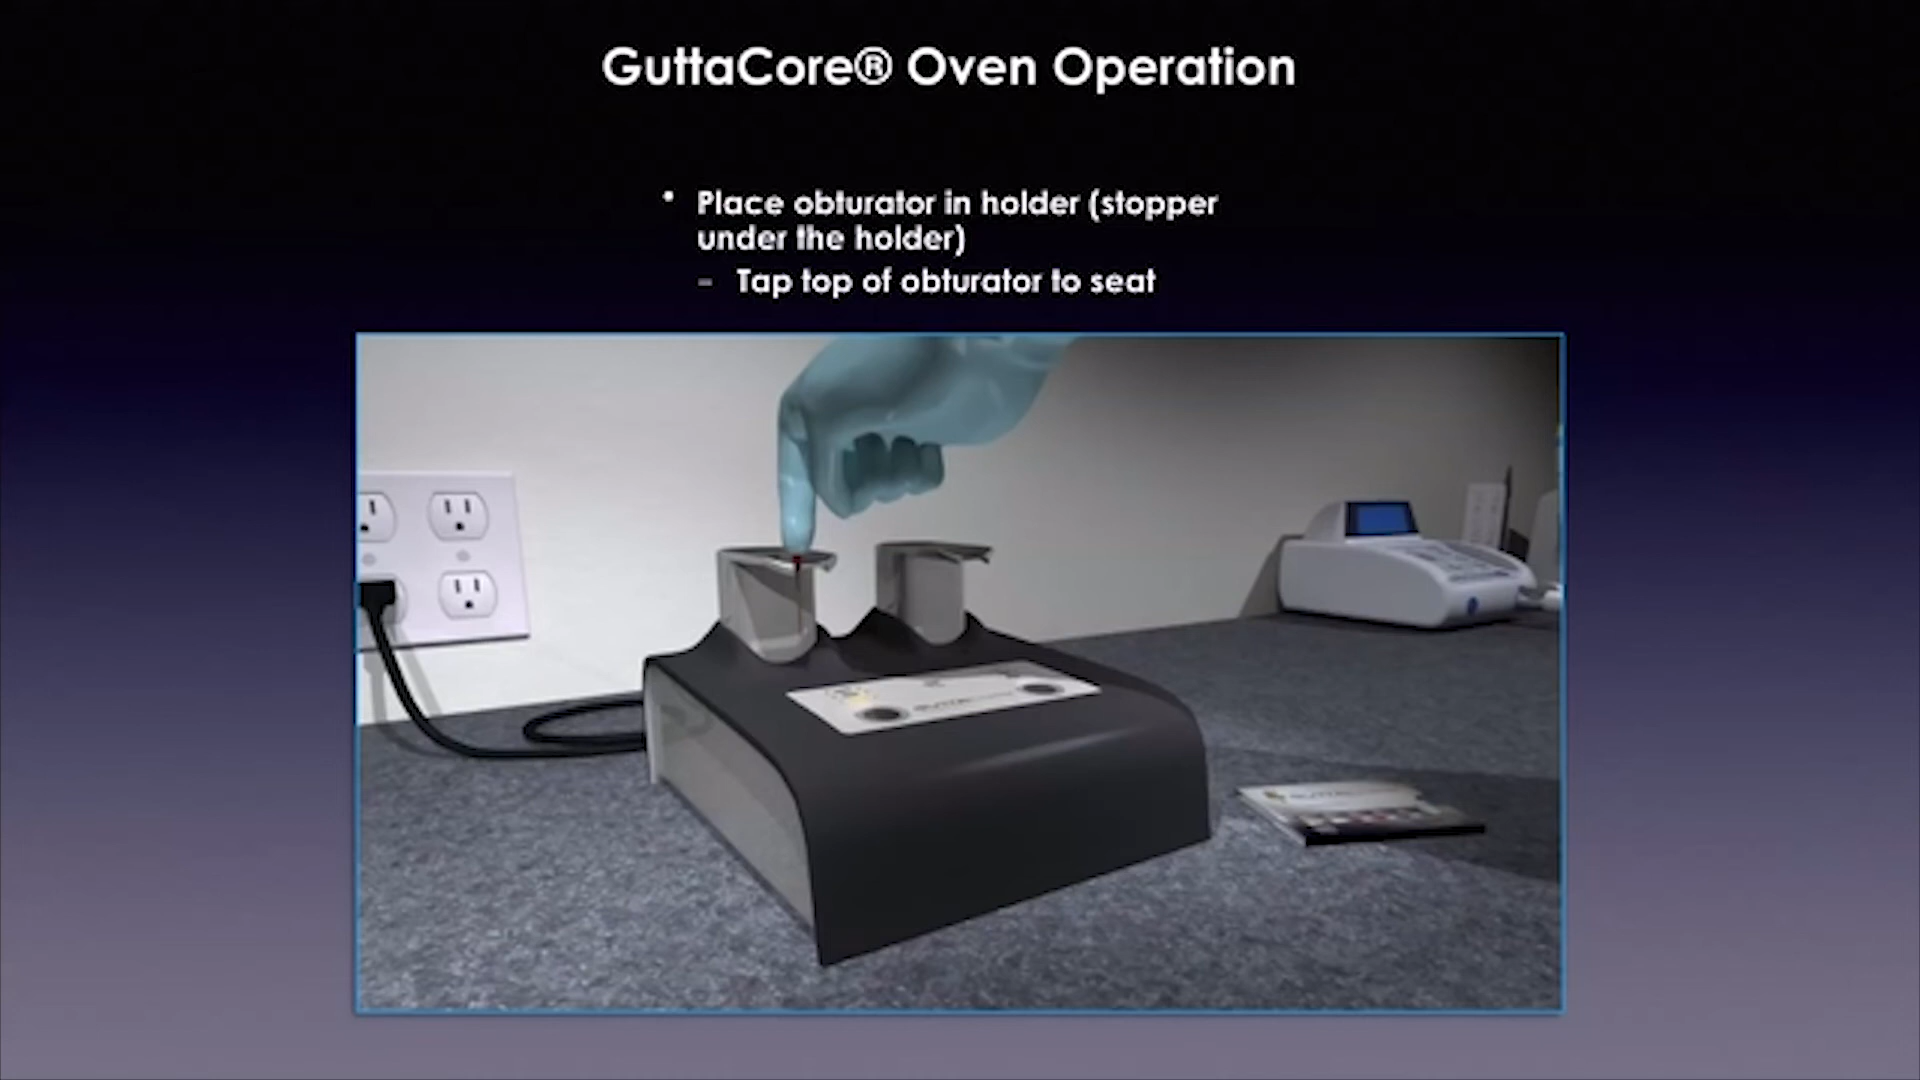 GuttaCore® Oven Operation
• Place obturator in holder (stopper
under the holder)
– Tap top of obturator to seat